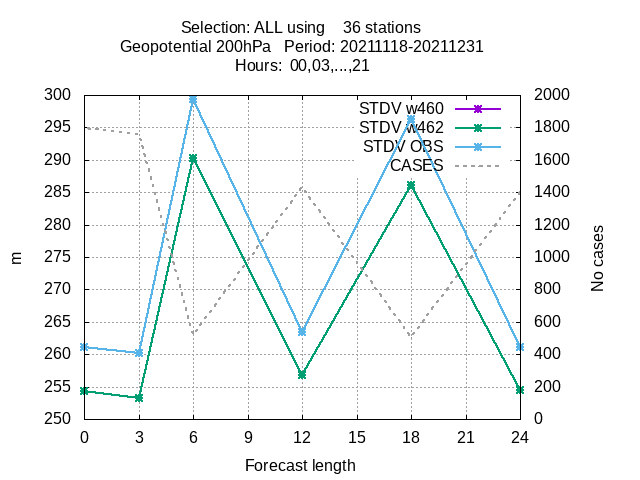 Selection: ALL using 36 stations
Geopotential 200hPa Period: 20211118-20211231
Hours: 00,03,...,21
300
295
290
285
280
275
270
265
260
255
250
2000
1800
1600
1400
1200
1000
800
600
400
200
0
STDV w460
STDV w462
STDV OBS
CASES
m
No cases
0 3 6 9 12 15 18 21 24
Forecast length